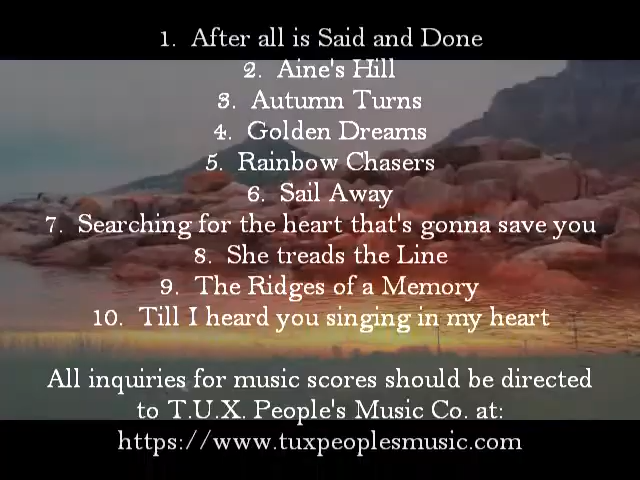 1. After all is Said and Done
2. Aine's Hill
3. Autumn Turns
4. Golden Dreams
5. Rainbow Chasers
6. Sail Away
7. Searching for the heart that's gonna save you
8. She treads the Line
9. The Ridges of a Memory
10. Till I heard you singing in my heart
All inquiries for music scores should be directed
to T.U.X. People's Music Co. at:
https://www.tuxpeoplesmusic.com